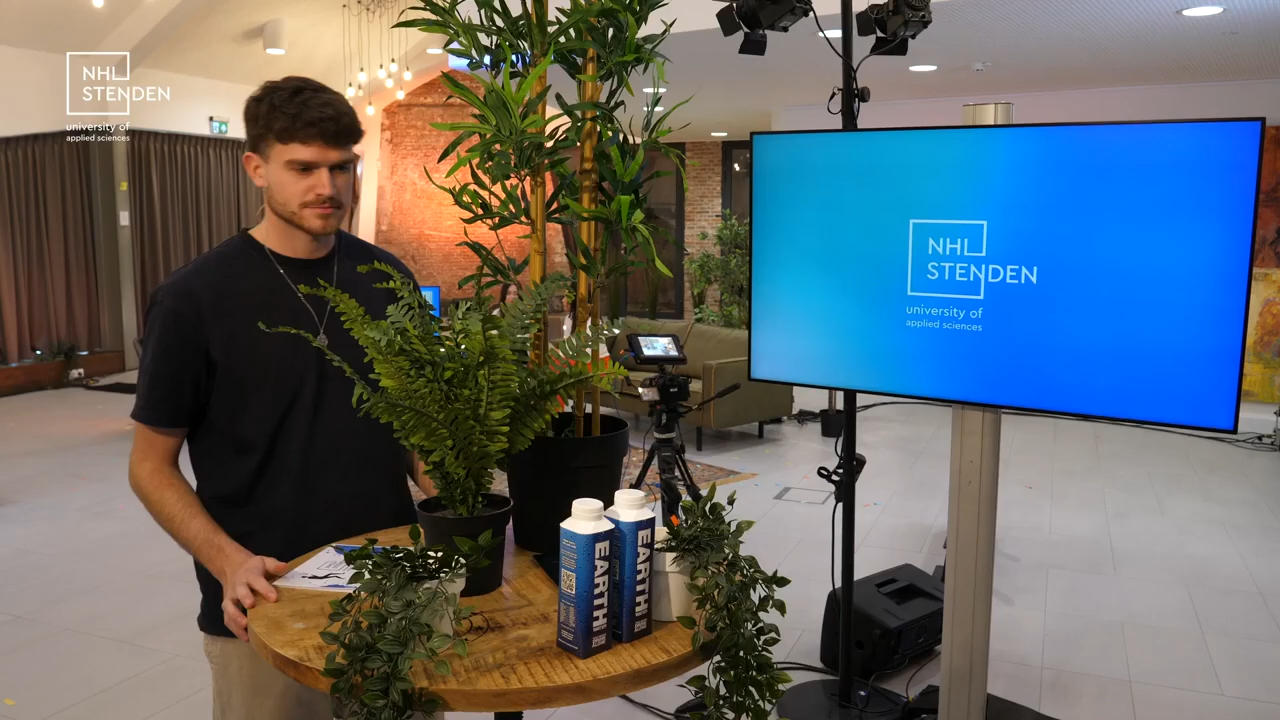 NHL
STENDEN
university of
applied sciences
NHL
STENDEN
university of
applied sciences
EARTH
EARTH